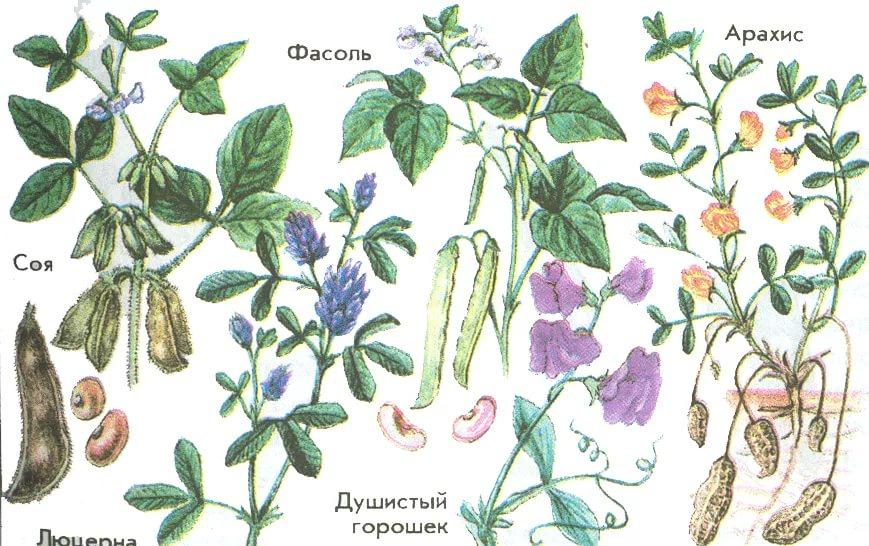 Фасоль
Арахис
Соя
Душистый
горошек
Люцерна